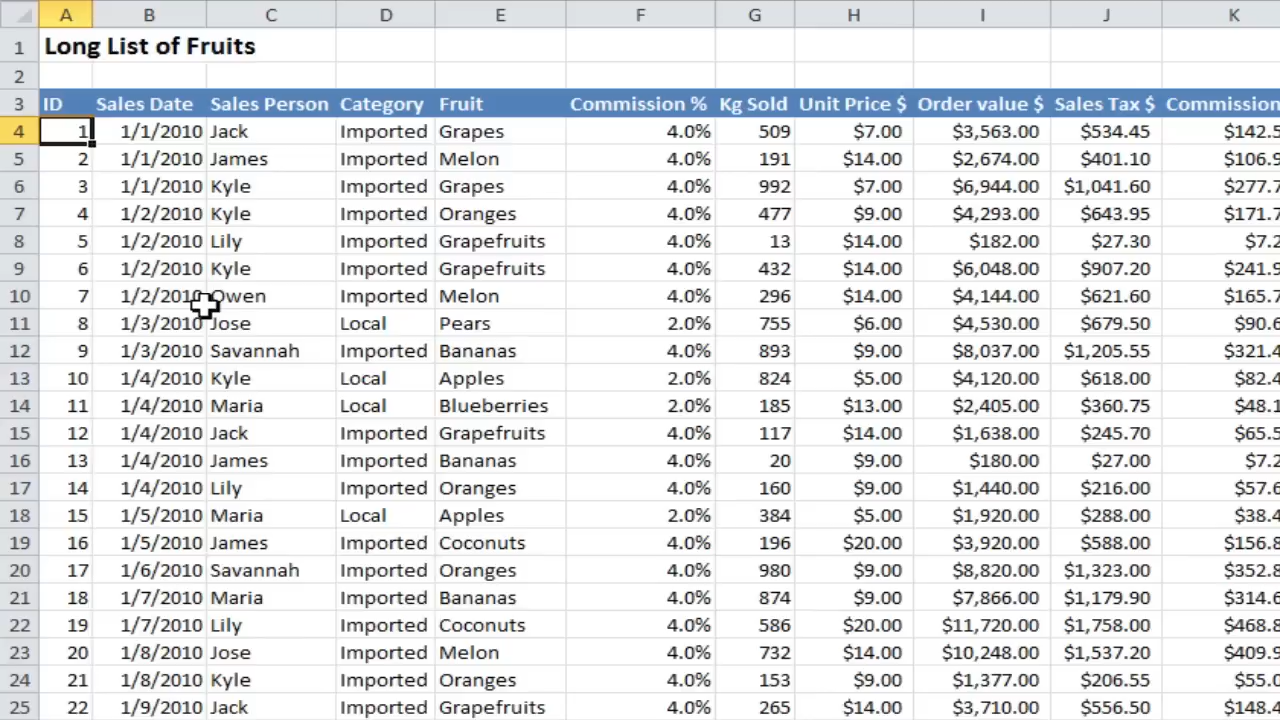 A B C D E F G H I J K
1 Long List of Fruits
2
3 ID Sales Date Sales Person Category Fruit Commission % Kg Sold Unit Price $ Order value $ Sales Tax $ Commission
4 1 1/1/2010 Jack Imported Grapes 4.0% 509 $7.00 $3,563.00 $534.45 $142.5
5 2 1/1/2010 James Imported Melon 4.0% 191 $14.00 $2,674.00 $401.10 $106.9
6 3 1/1/2010 Kyle Imported Grapes 4.0% 992 $7.00 $6,944.00 $1,041.60 $277.7
7 4 1/2/2010 Kyle Imported Oranges 4.0% 477 $9.00 $4,293.00 $643.95 $171.7
8 5 1/2/2010 Lily Imported Grapefruits 4.0% 13 $14.00 $182.00 $27.30 $7.2
9 6 1/2/2010 Kyle Imported Grapefruits 4.0% 432 $14.00 $6,048.00 $907.20 $241.9
10 7 1/2/2010 Owen Imported Melon 4.0% 296 $14.00 $4,144.00 $621.60 $165.7
11 8 1/3/2010 Jose Local Pears 2.0% 755 $6.00 $4,530.00 $679.50 $90.6
12 9 1/3/2010 Savannah Imported Bananas 4.0% 893 $9.00 $8,037.00 $1,205.55 $321.4
13 10 1/4/2010 Kyle Local Apples 2.0% 824 $5.00 $4,120.00 $618.00 $82.4
14 11 1/4/2010 Maria Local Blueberries 2.0% 185 $13.00 $2,405.00 $360.75 $48.1
15 12 1/4/2010 Jack Imported Grapefruits 4.0% 117 $14.00 $1,638.00 $245.70 $65.5
16 13 1/4/2010 James Imported Bananas 4.0% 20 $9.00 $180.00 $27.00 $7.2
17 14 1/4/2010 Lily Imported Oranges 4.0% 160 $9.00 $1,440.00 $216.00 $57.6
18 15 1/5/2010 Maria Local Apples 2.0% 384 $5.00 $1,920.00 $288.00 $38.4
19 16 1/5/2010 James Imported Coconuts 4.0% 196 $20.00 $3,920.00 $588.00 $156.8
20 17 1/6/2010 Savannah Imported Oranges 4.0% 980 $9.00 $8,820.00 $1,323.00 $352.8
21 18 1/7/2010 Maria Imported Bananas 4.0% 874 $9.00 $7,866.00 $1,179.90 $314.6
22 19 1/7/2010 Lily Imported Coconuts 4.0% 586 $20.00 $11,720.00 $1,758.00 $468.8
23 20 1/8/2010 Jose Imported Melon 4.0% 732 $14.00 $10,248.00 $1,537.20 $409.9
24 21 1/8/2010 Kyle Imported Oranges 4.0% 153 $9.00 $1,377.00 $206.55 $55.0
25 22 1/9/2010 Jack Imported Grapefruits 4.0% 265 $14.00 $3,710.00 $556.50 $148.4